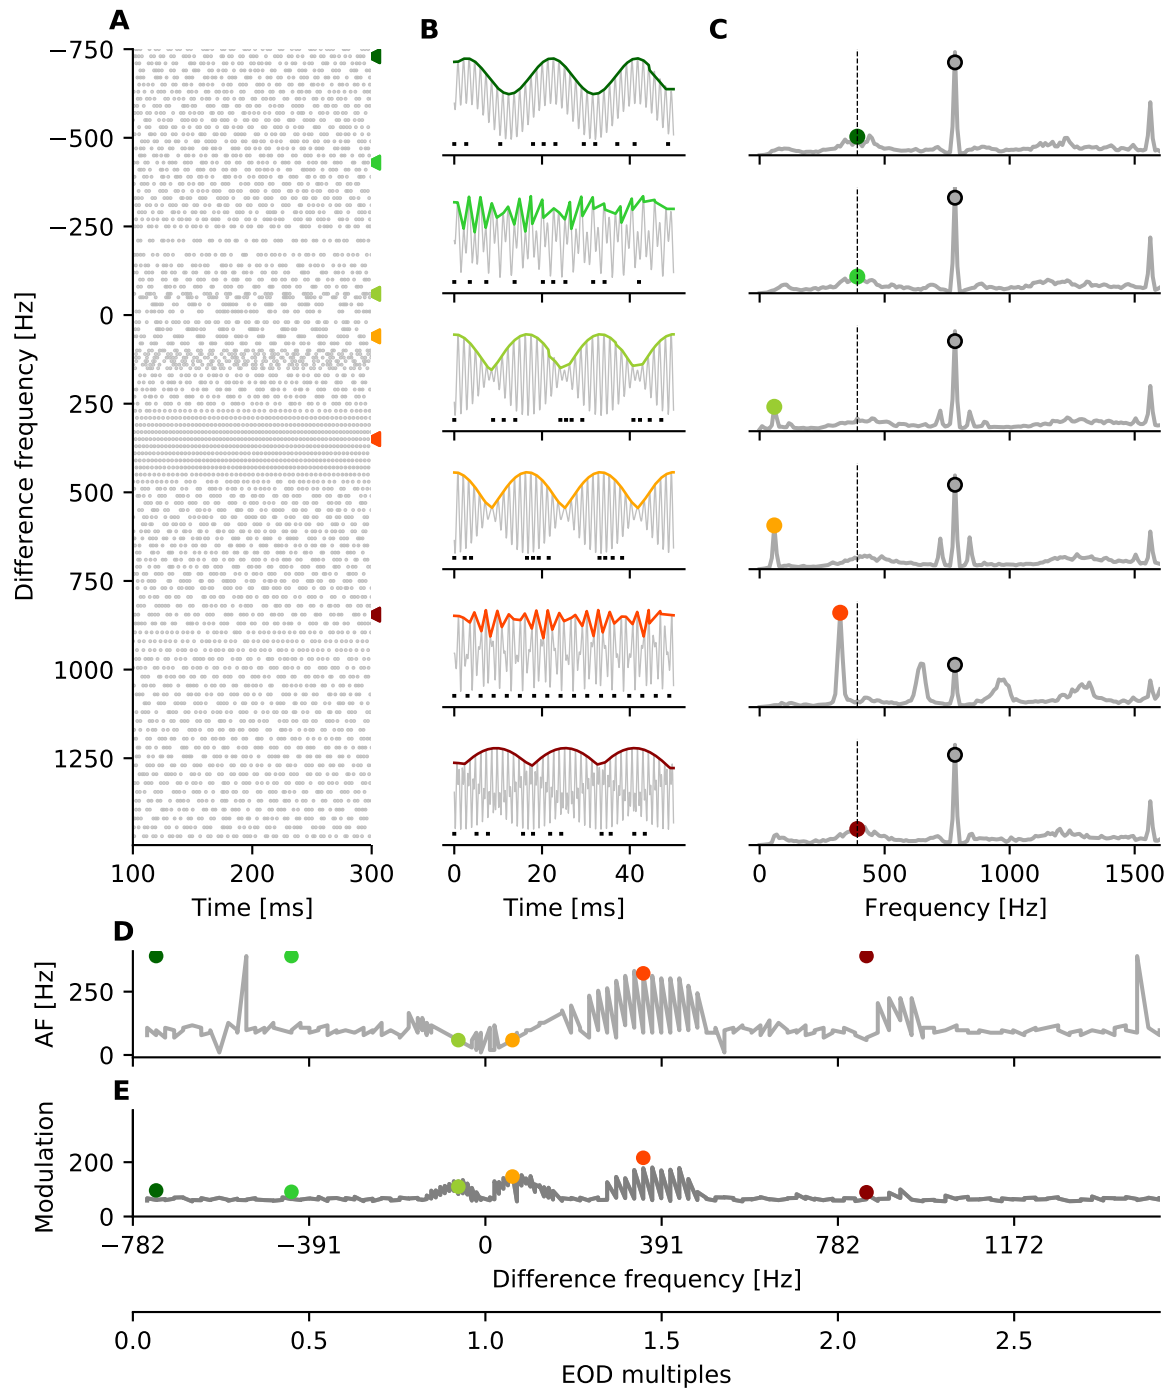 A
B
C
−750
−500
−250
0
250
500
750
1000
1250
Difference frequency [Hz]
100 200 300
Time [ms]
0 20 40
Time [ms]
0 500 1000 1500
Frequency [Hz]
D
250
0
AF [Hz]
E
200
0
Modulation
−782 −391 0 391 782 1172
Difference frequency [Hz]
0.0 0.5 1.0 1.5 2.0 2.5
EOD multiples